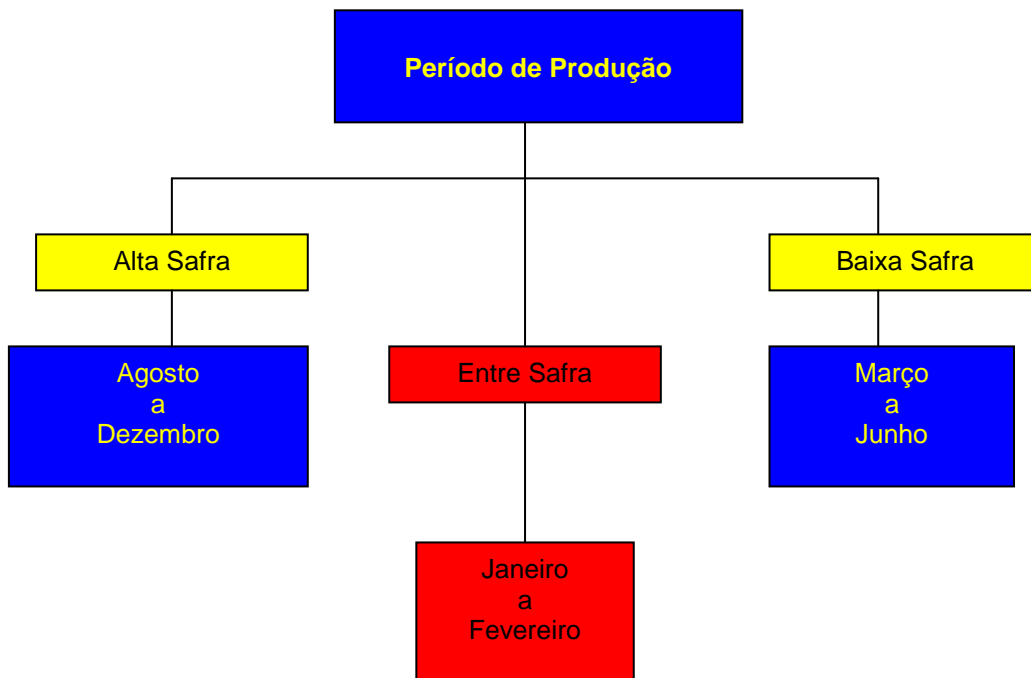 Período de Produção
Alta Safra
Baixa Safra
Agosto
a
Dezembro
Entre Safra
Março
a
Junho
Janeiro
a
Fevereiro